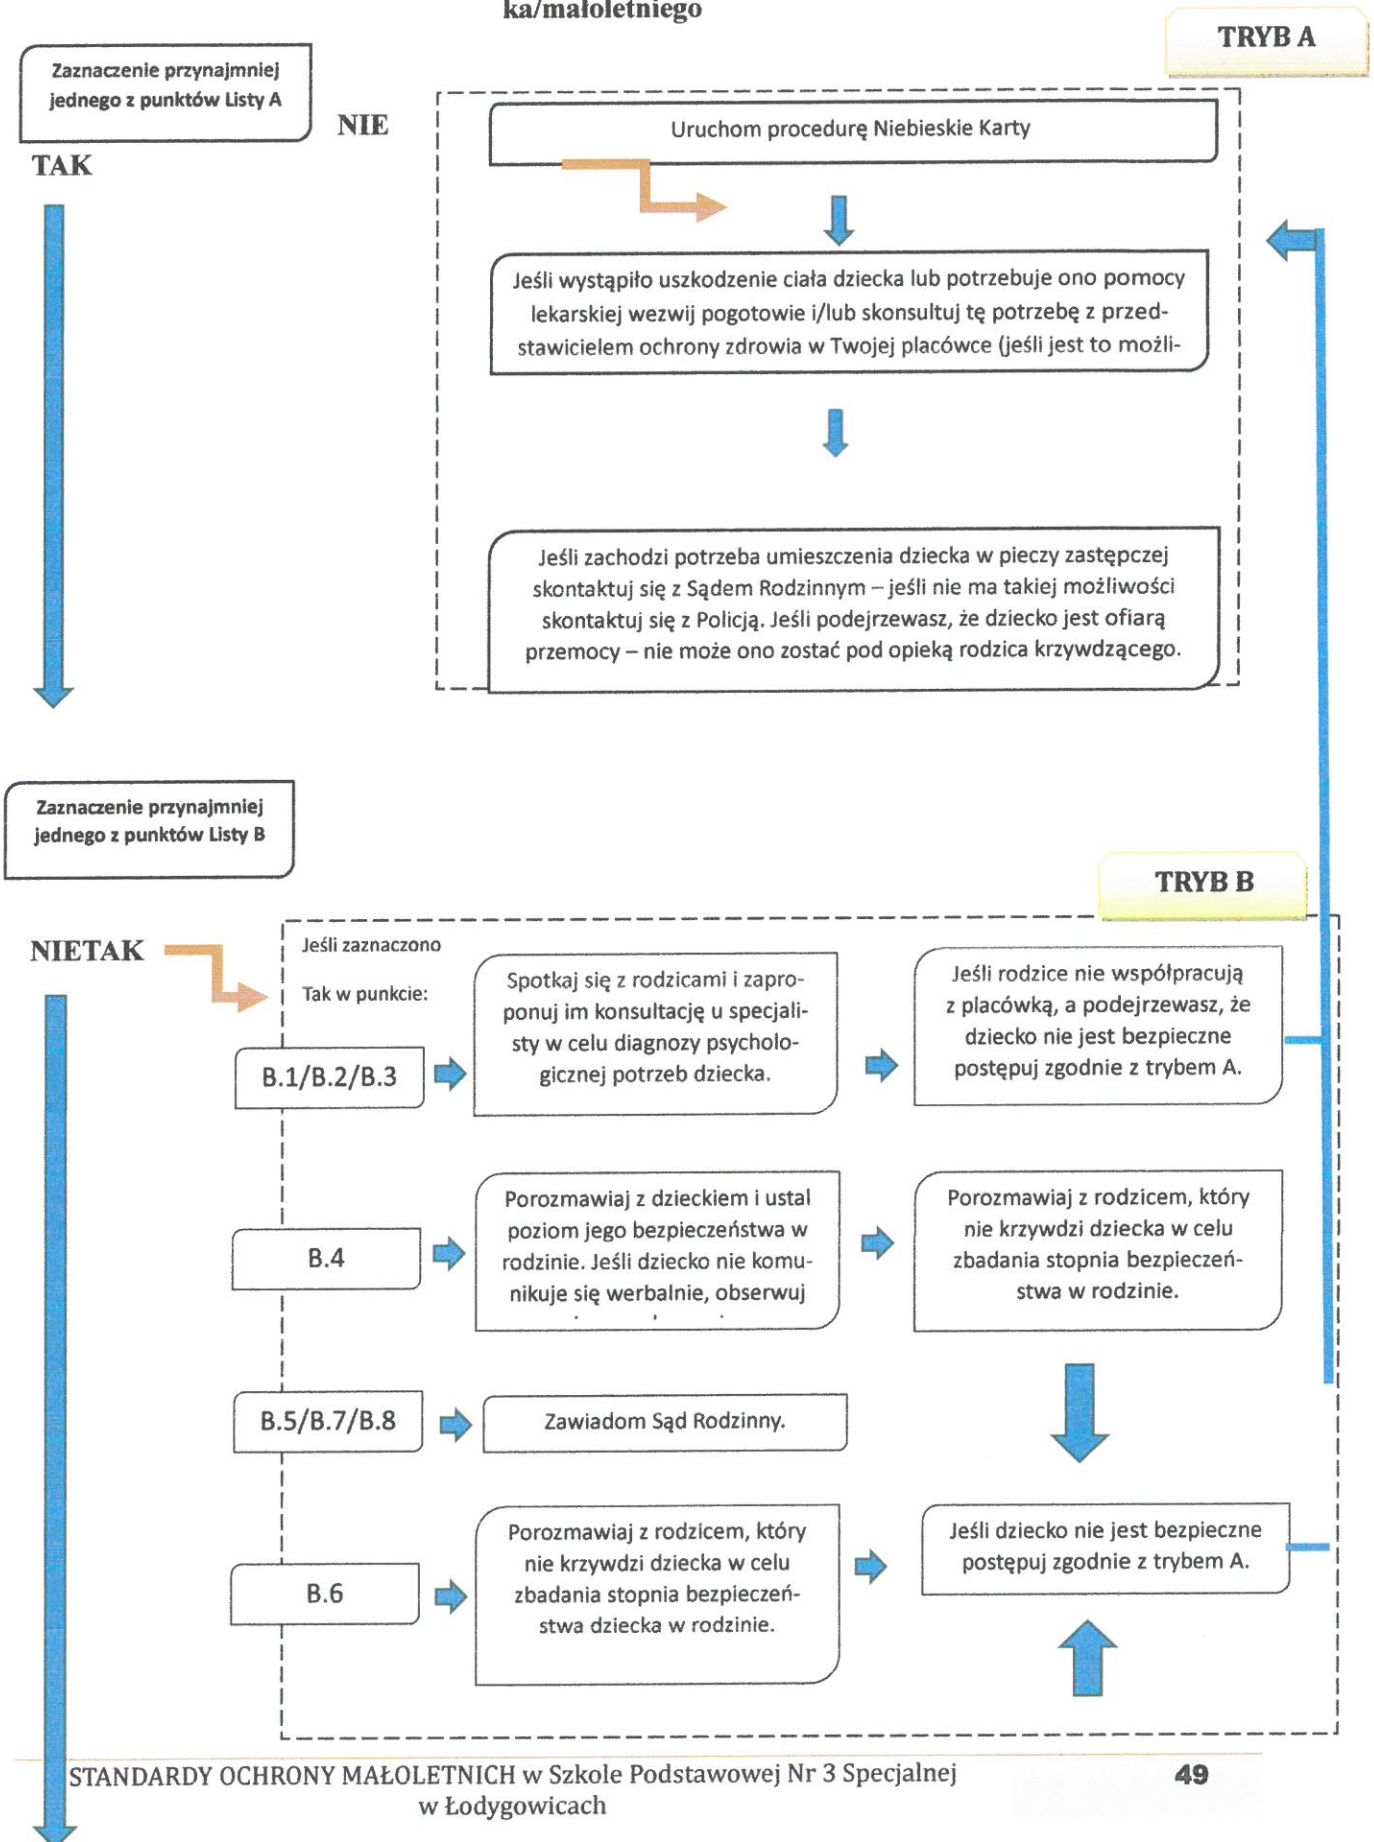 ka/małoletniego
TRYB A
Zaznaczenie przynajmniej
jednego z punktów Listy A
NIE
TAK
Uruchom procedurę Niebieskie Karty
Jeśli wystąpiło uszkodzenie ciała dziecka lub potrzebuje ono pomocy
lekarskiej wezwij pogotowie i/lub skonsultuj tę potrzebę z przed-
stawicielem ochrony zdrowia w Twojej placówce (jeśli jest to możli-
Jeśli zachodzi potrzeba umieszczenia dziecka w pieczy zastępczej
skontaktuj się z Sądem Rodzinnym – jeśli nie ma takiej możliwości
skontaktuj się z Policją. Jeśli podejrzewasz, że dziecko jest ofiarą
przemocy – nie może ono zostać pod opieką rodzica krzywdzącego.
Zaznaczenie przynajmniej
jednego z punktów Listy B
TRYB B
NIETAK
Jeśli zaznaczono
Tak w punkcie:
B.1/B.2/B.3
Spotkaj się z rodzicami i zapro-
ponuj im konsultację u specjali-
sty w celu diagnozy psycholo-
gicznej potrzeb dziecka.
Jeśli rodzice nie współpracują
z placówką, a podejrzewasz, że
dziecko nie jest bezpieczne
postępuj zgodnie z trybem A.
B.4
Porozmawiaj z dzieckiem i ustal
poziom jego bezpieczeństwa w
rodzinie. Jeśli dziecko nie komu-
nikuje się werbalnie, obserwuj
Porozmawiaj z rodzicem, który
nie krzywdzi dziecka w celu
zbadania stopnia bezpieczeń-
stwa w rodzinie.
B.5/B.7/B.8
Zawiadom Sąd Rodzinny.
B.6
Porozmawiaj z rodzicem, który
nie krzywdzi dziecka w celu
zbadania stopnia bezpieczeń-
stwa dziecka w rodzinie.
Jeśli dziecko nie jest bezpieczne
postępuj zgodnie z trybem A.
STANDARDY OCHRONY MAŁOLETNICH w Szkole Podstawowej Nr 3 Specjalnej
w Łodygowicach
49